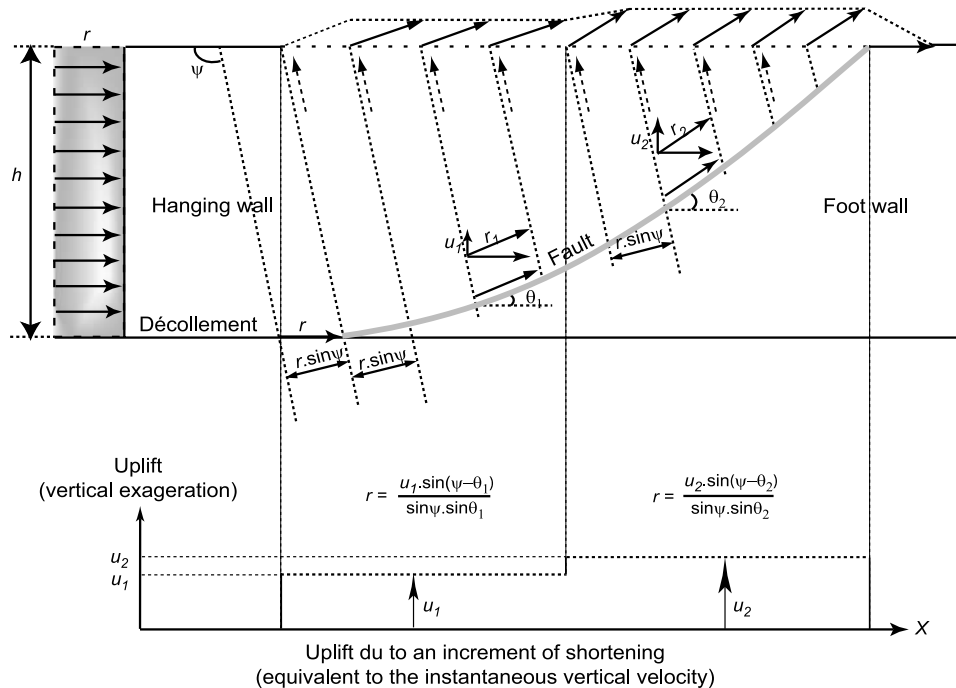 r
ψ
h
Hanging wall
u₁
r₁
Fault
θ₁
u₂
r₂
θ₂
r.sinψ
Foot wall
Décollement
r
r.sinψ
r.sinψ
Uplift
(vertical exageration)
r = u₁.sin(ψ–θ₁) / sinψ.sinθ₁
r = u₂.sin(ψ–θ₂) / sinψ.sinθ₂
u₂
u₁
u₁
u₂
X
Uplift du to an increment of shortening
(equivalent to the instantaneous vertical velocity)